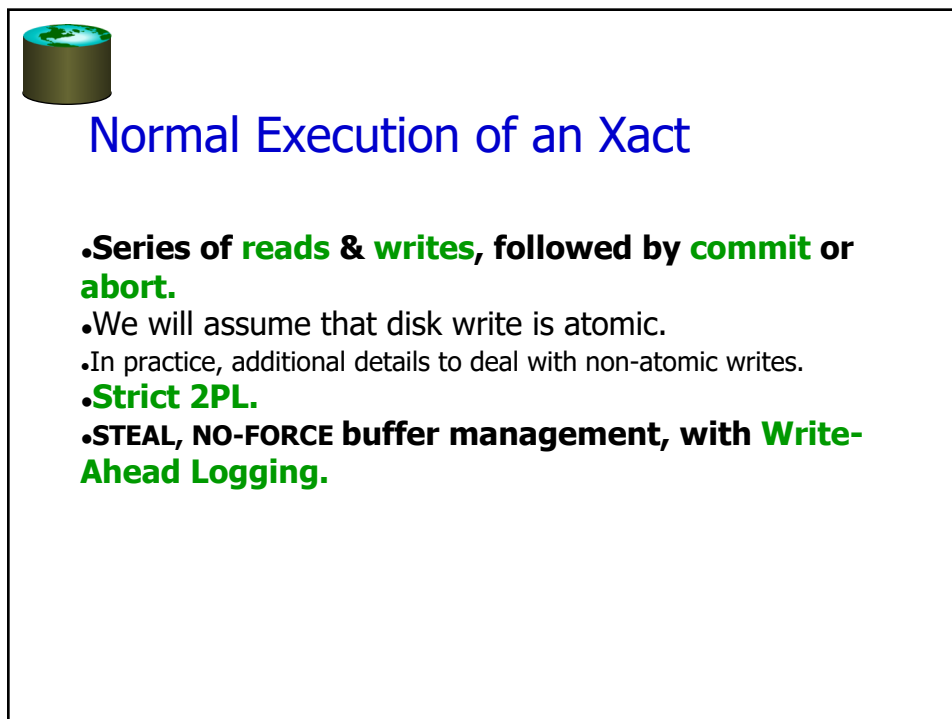 Normal Execution of an Xact
•Series of reads & writes, followed by commit or
abort.
•We will assume that disk write is atomic.
•In practice, additional details to deal with non-atomic writes.
•Strict 2PL.
•STEAL, NO-FORCE buffer management, with Write-
Ahead Logging.